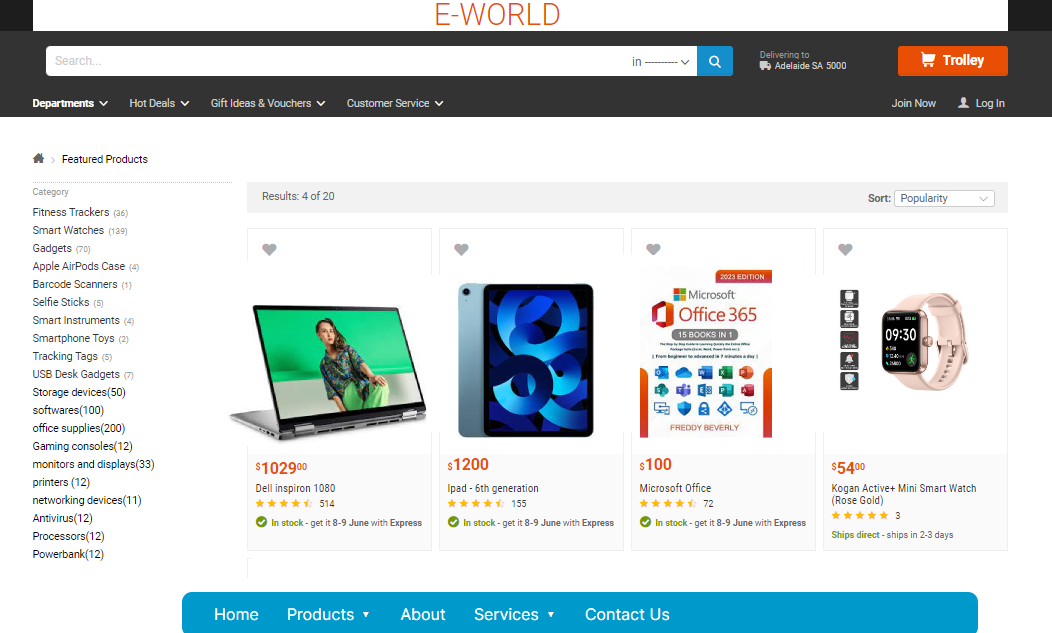 E-WORLD
Search...
in ----------
Delivering to
Adelaide SA 5000
Trolley
Departments
Hot Deals
Gift Ideas & Vouchers
Customer Service
Join Now
Log In
Featured Products
Category
Fitness Trackers (36)
Smart Watches (139)
Gadgets (70)
Apple AirPods Case (4)
Barcode Scanners (1)
Selfie Sticks (5)
Smart Instruments (4)
Smartphone Toys (2)
Tracking Tags (5)
USB Desk Gadgets (7)
Storage devices(50)
softwares(100)
office supplies(200)
Gaming consoles(12)
monitors and displays(33)
printers (12)
networking devices(11)
Antivirus(12)
Processors(12)
Powerbank(12)
Results: 4 of 20
Sort: Popularity
$102900
Dell inspiron 1080
514
In stock - get it 8-9 June with Express
$1200
Ipad - 6th generation
155
In stock - get it 8-9 June with Express
2023 EDITION
Microsoft
Office 365
15 BOOKS IN 1
| From beginner to advanced in 7 minutes a day |
FREDDY BEVERLY
$100
Microsoft Office
72
In stock - get it 8-9 June with Express
09:30
$5400
Kogan Active+ Mini Smart Watch
(Rose Gold)
3
Ships direct - ships in 2-3 days
Home
Products
About
Services
Contact Us